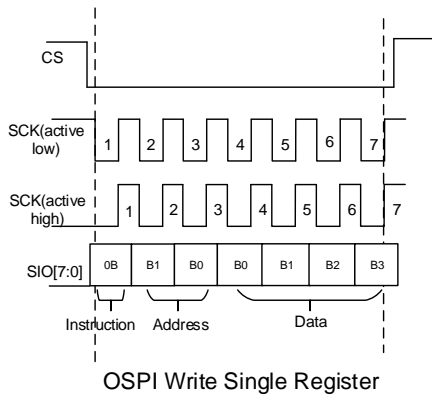 CS
SCK(active
low)
1 2 3 4 5 6 7
SCK(active
high)
1 2 3 4 5 6 7
SIO[7:0]
0B B1 B0 B0 B1 B2 B3
Instruction Address Data
OSPI Write Single Register